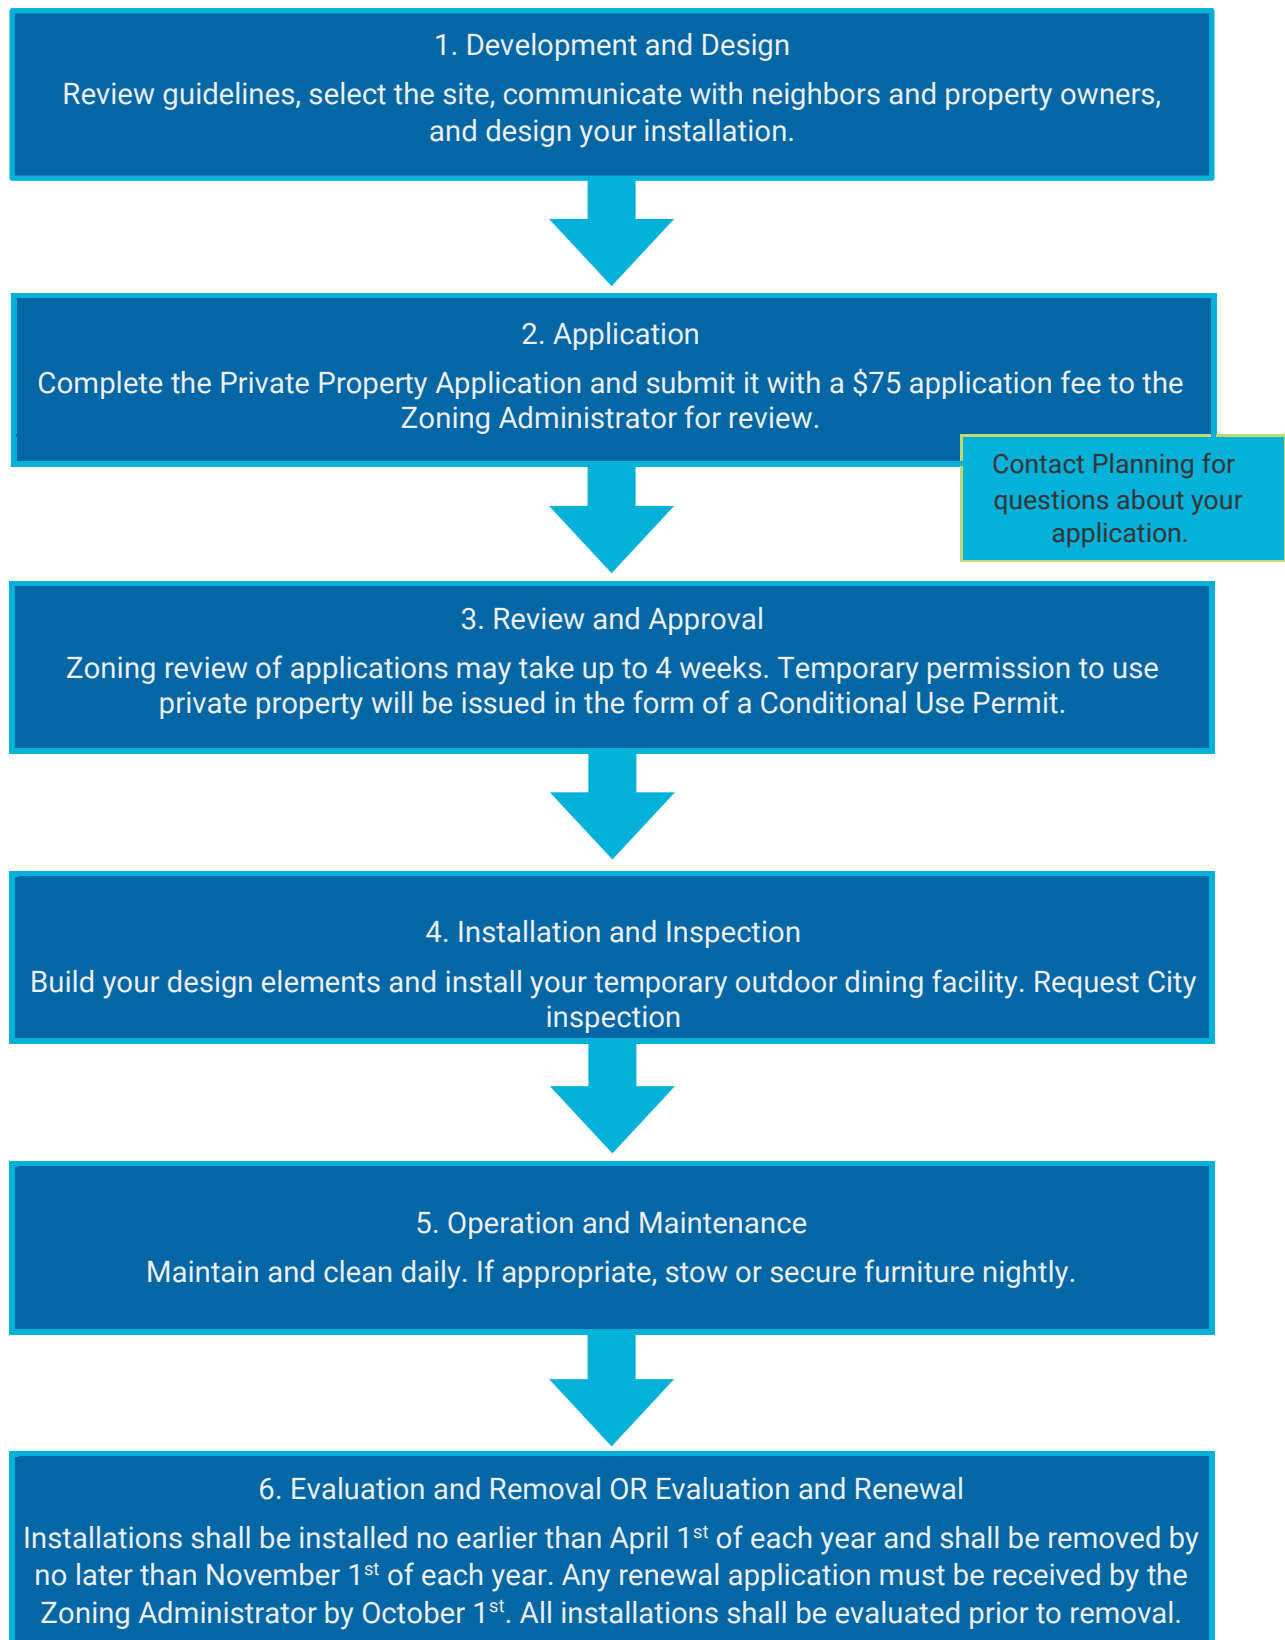 1. Development and Design
Review guidelines, select the site, communicate with neighbors and property owners,
and design your installation.
2. Application
Complete the Private Property Application and submit it with a $75 application fee to the
Zoning Administrator for review.
Contact Planning for
questions about your
application.
3. Review and Approval
Zoning review of applications may take up to 4 weeks. Temporary permission to use
private property will be issued in the form of a Conditional Use Permit.
4. Installation and Inspection
Build your design elements and install your temporary outdoor dining facility. Request City
inspection
5. Operation and Maintenance
Maintain and clean daily. If appropriate, stow or secure furniture nightly.
6. Evaluation and Removal OR Evaluation and Renewal
Installations shall be installed no earlier than April 1st of each year and shall be removed by
no later than November 1st of each year. Any renewal application must be received by the
Zoning Administrator by October 1st. All installations shall be evaluated prior to removal.